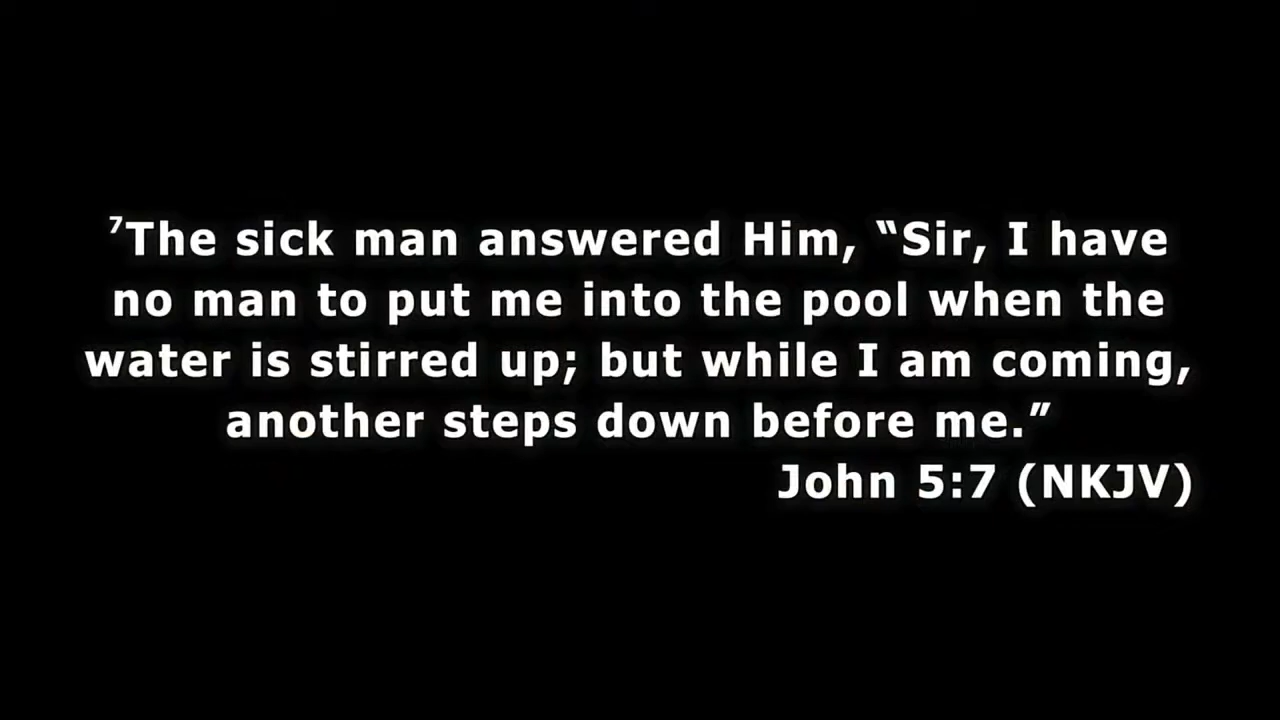 ⁷The sick man answered Him, “Sir, I have
no man to put me into the pool when the
water is stirred up; but while I am coming,
another steps down before me.”
John 5:7 (NKJV)